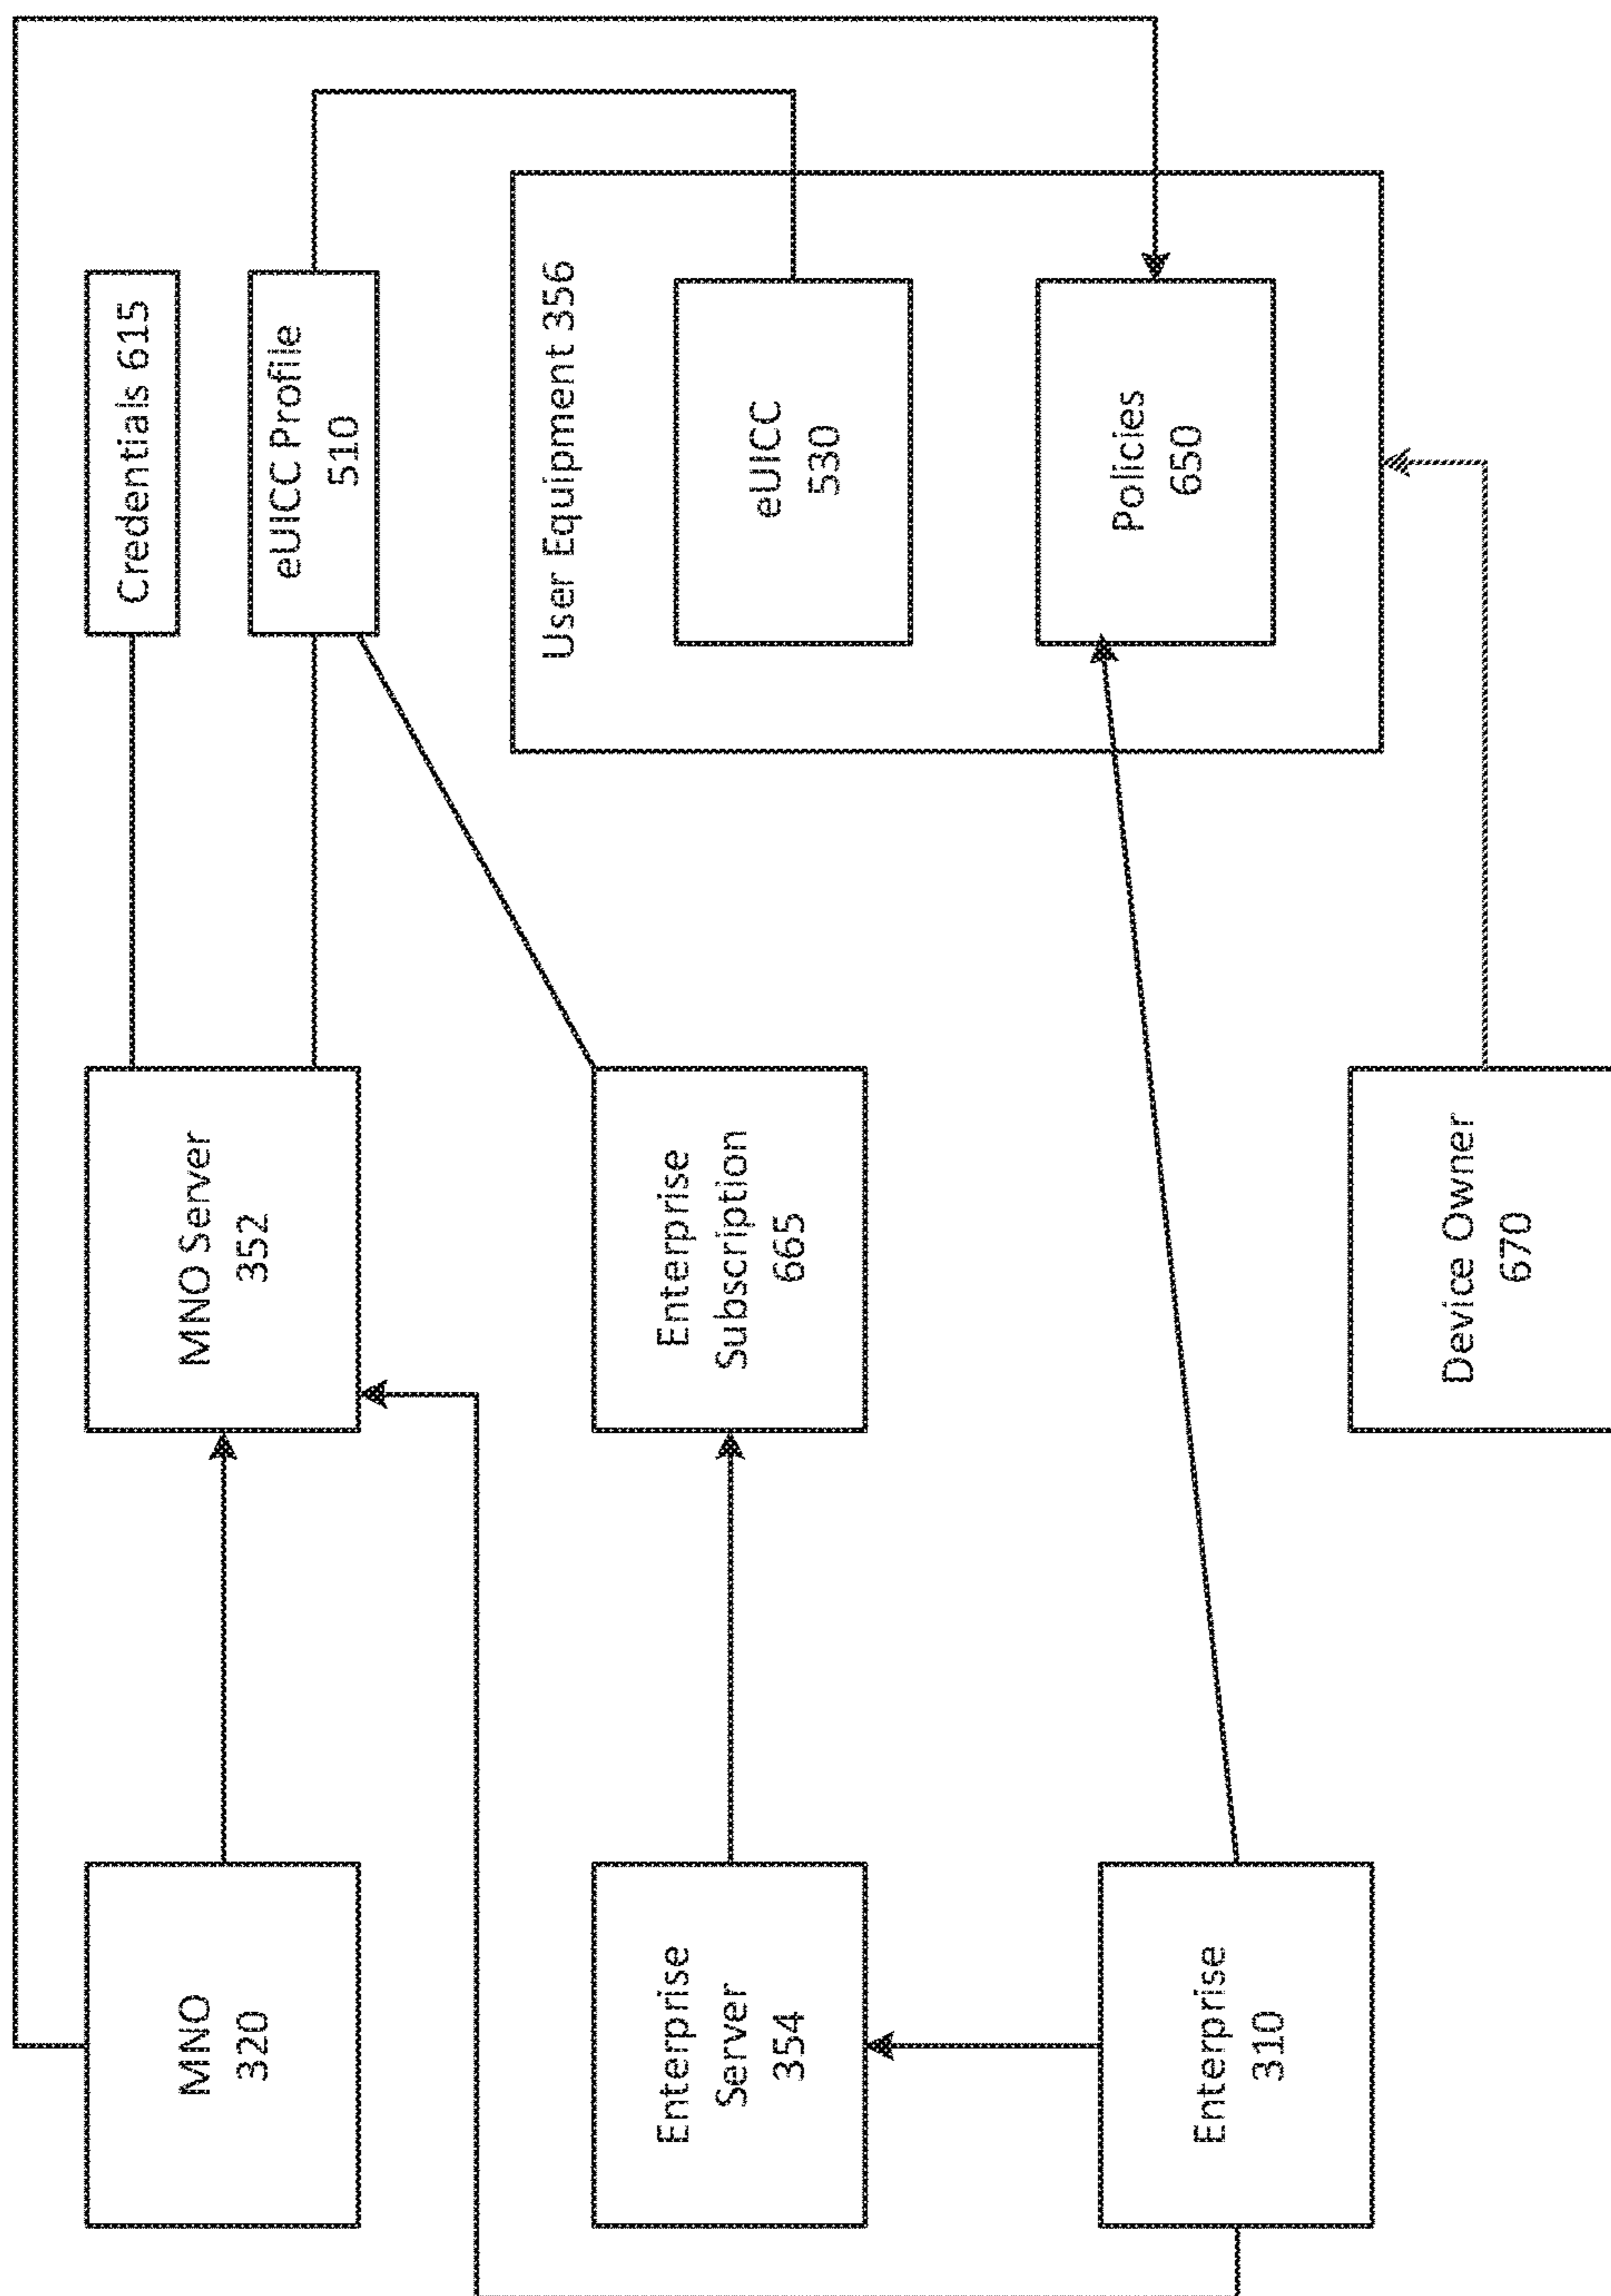 MNO
320
MNO Server
352
Credentials 615
eUICC Profile
510
Enterprise
Server
354
Enterprise
Subscription
665
User Equipment 356
eUICC
530
Policies
650
Enterprise
310
Device Owner
670